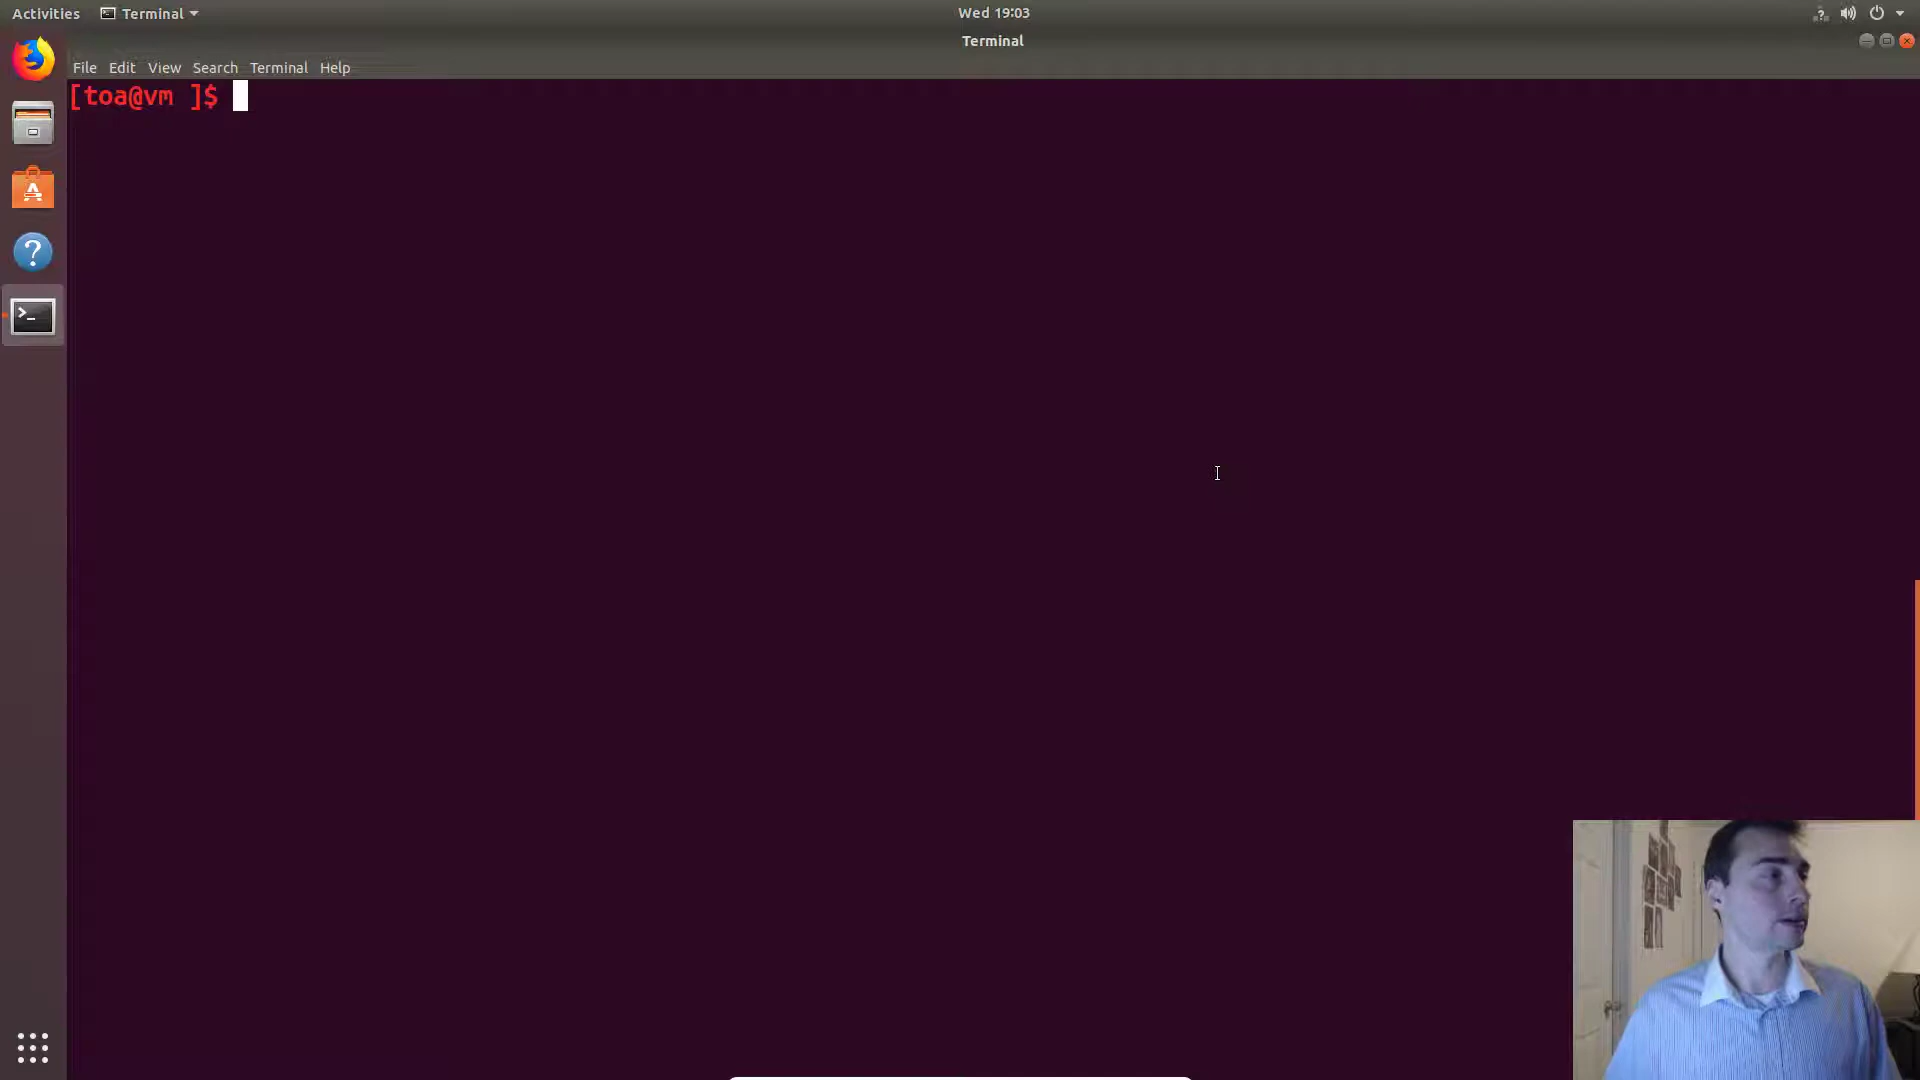 Activities Terminal Wed 19:03
Terminal
File Edit View Search Terminal Help
[toa@vm ]$